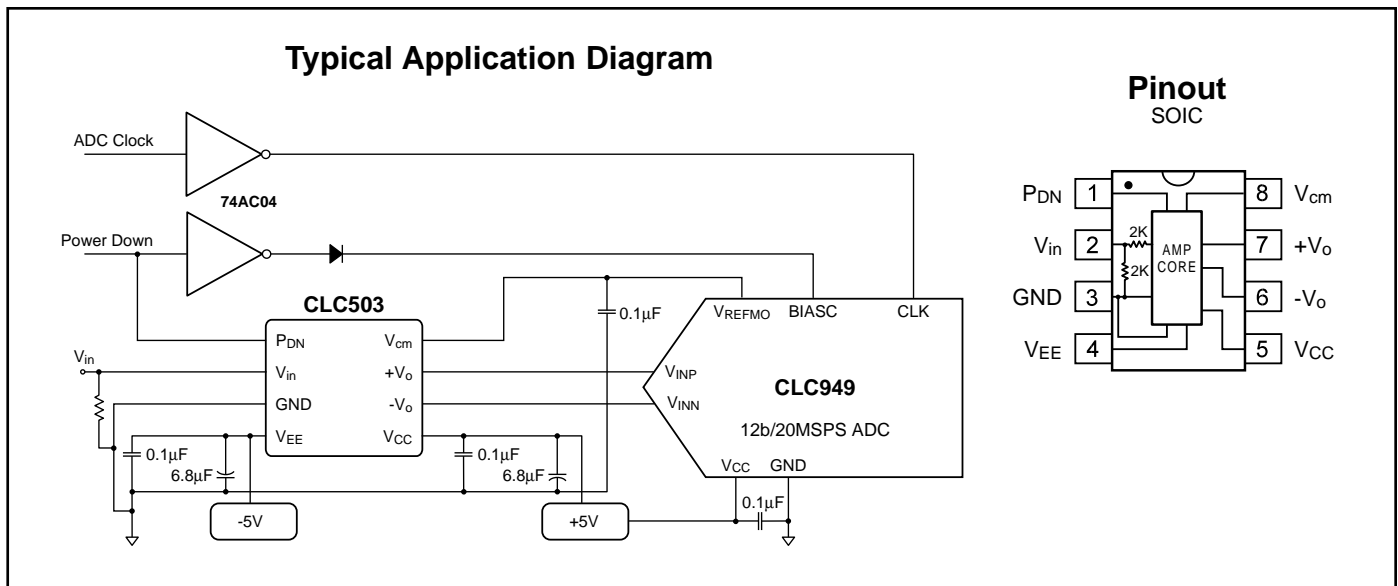 Typical Application Diagram
ADC Clock
74AC04
Power Down
CLC503
PDN
Vin
GND
VEE
Vcm
+Vo
-Vo
VCC
Vin
0.1µF
6.8µF
0.1µF
6.8µF
-5V
+5V
0.1µF
VREFMO
BIASC
CLK
VINP
VINN
CLC949
12b/20MSPS ADC
VCC
GND
0.1µF
Pinout
SOIC
PDN 1
8 Vcm
Vin 2
7 +Vo
GND 3
6 -Vo
VEE 4
5 VCC
2K
2K
AMP
CORE